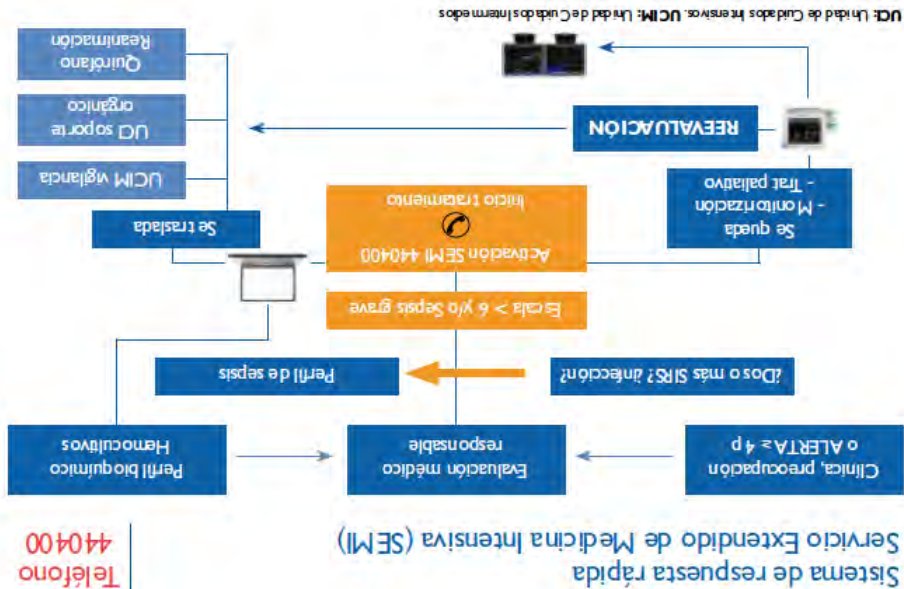 Sistema de respuesta rápida
Servicio Extendido de Medicina Intensiva (SEMI)
Teléfono
440400
Clínica, preocupación
o ALERTA ≥ 4 p
Evaluación médico
responsable
Perfil bioquímico
Hemocultivos
¿Dos o más SIRS? ¿infección?
Perfil de sepsis
Escala > 6 y/o Sepsis grave
Activación SEMI 440400
Inicio tratamiento
Se queda
- Monitorización
- Trat paliativo
Se traslada
UCIM vigilancia
REEVALUACIÓN
UCI soporte
orgánico
Quirófano
Reanimación
UCI: Unidad de Cuidados Intensivos. UCIM: Unidad de Cuidados Intermedios